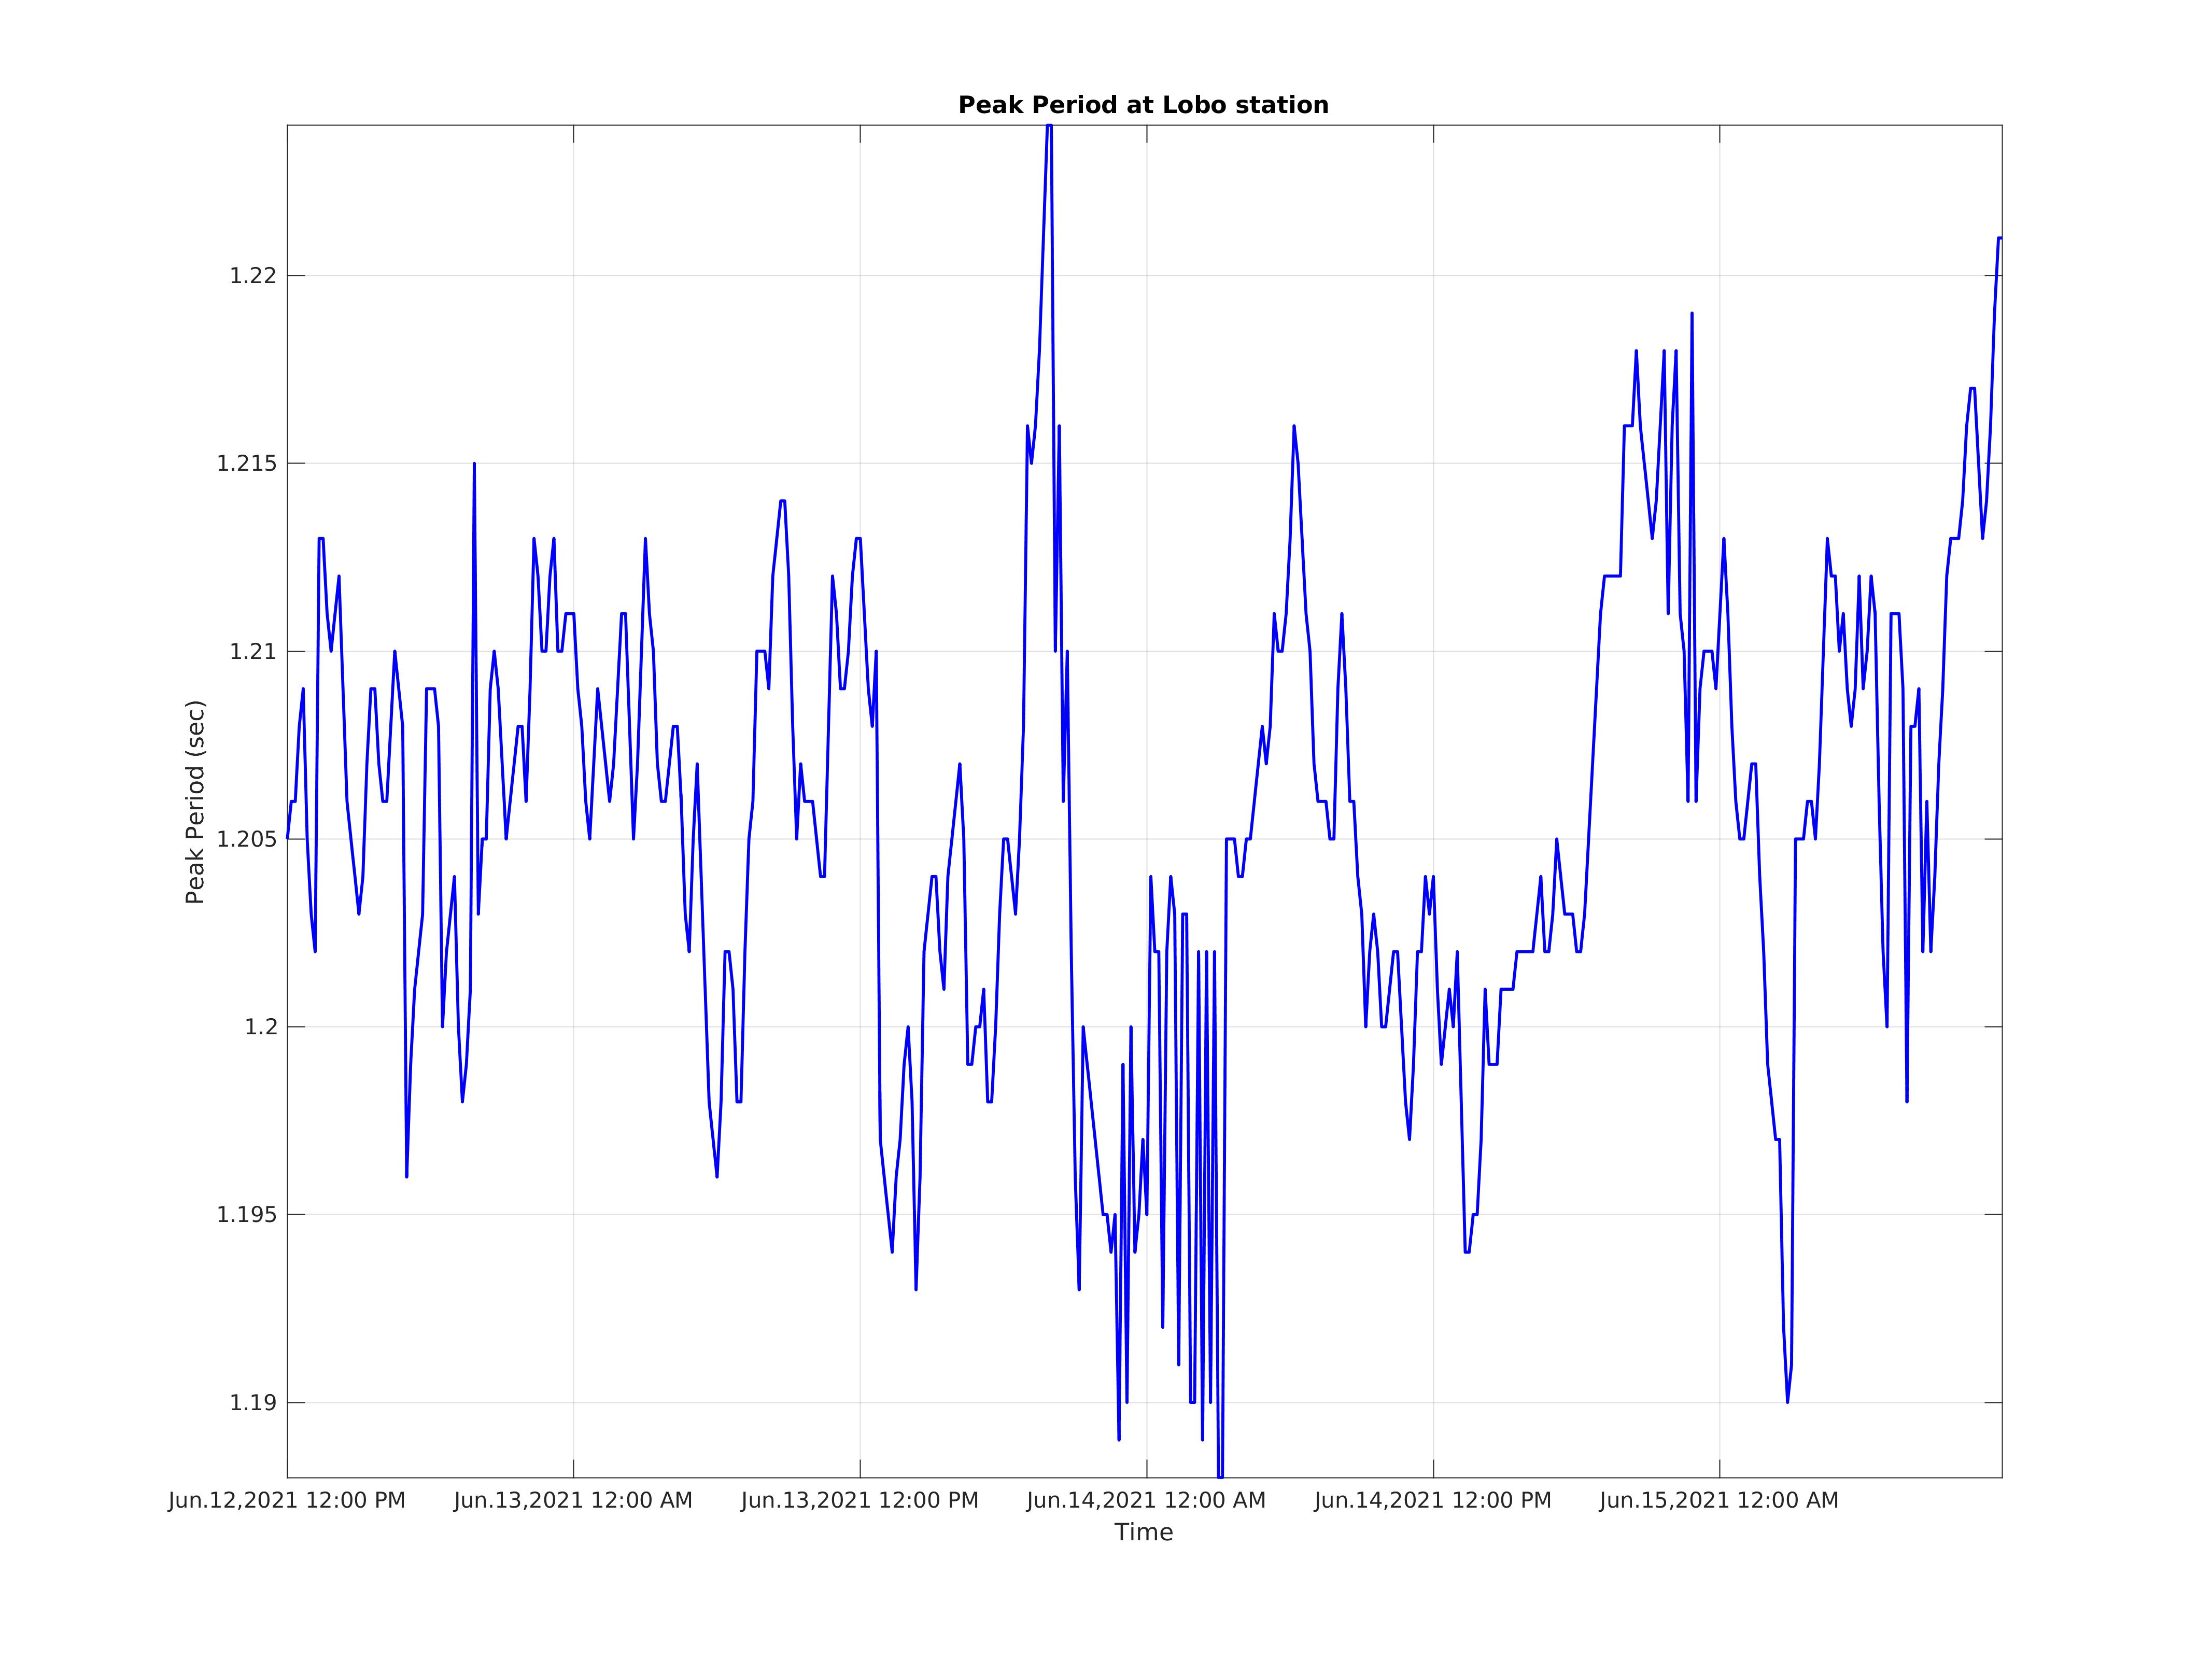 Peak Period at Lobo station
Peak Period (sec)
1.22
1.215
1.21
1.205
1.2
1.195
1.19
Jun.12,2021 12:00 PM
Jun.13,2021 12:00 AM
Jun.13,2021 12:00 PM
Jun.14,2021 12:00 AM
Jun.14,2021 12:00 PM
Jun.15,2021 12:00 AM
Time